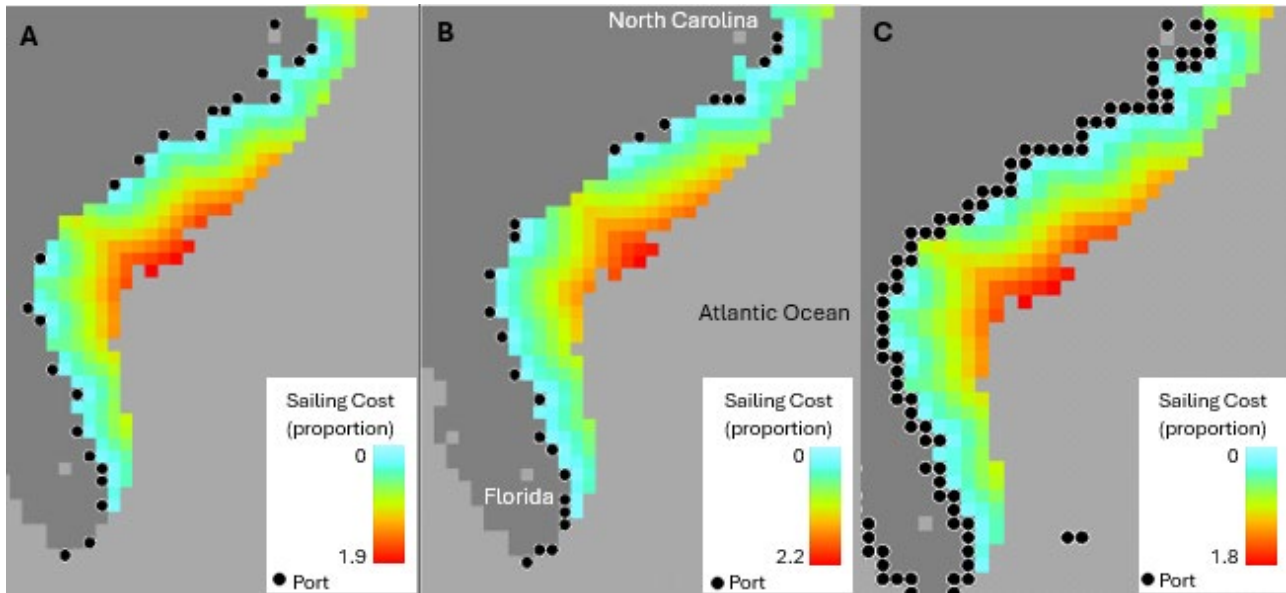 A
B
North Carolina
C
Atlantic Ocean
Florida
Sailing Cost
(proportion)
0
1.9
Port
Sailing Cost
(proportion)
0
2.2
Port
Sailing Cost
(proportion)
0
1.8
Port